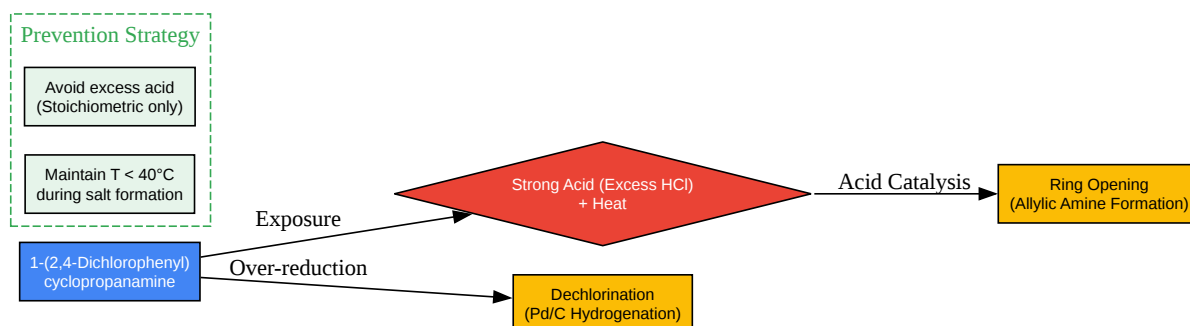 Prevention Strategy
Avoid excess acid
(Stoichiometric only)
Maintain T < 40°C
during salt formation
1-(2,4-Dichlorophenyl)
cyclopropanamine
Exposure
Over-reduction
Strong Acid (Excess HCl)
+ Heat
Acid Catalysis
Ring Opening
(Allylic Amine Formation)
Dechlorination
(Pd/C Hydrogenation)